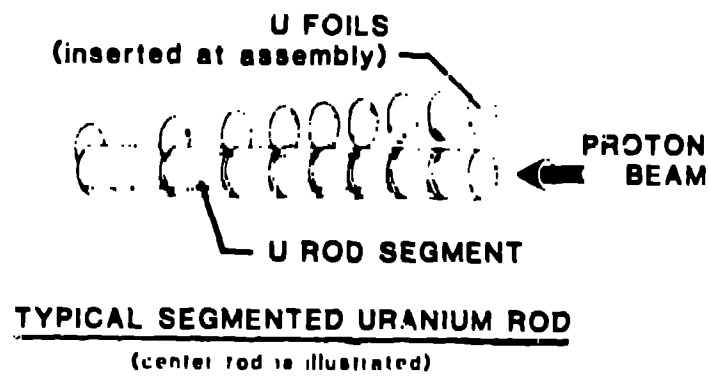 U FOILS
(inserted at assembly)
PROTON
BEAM
U ROD SEGMENT
TYPICAL SEGMENTED URANIUM ROD
(center rod is illustrated)